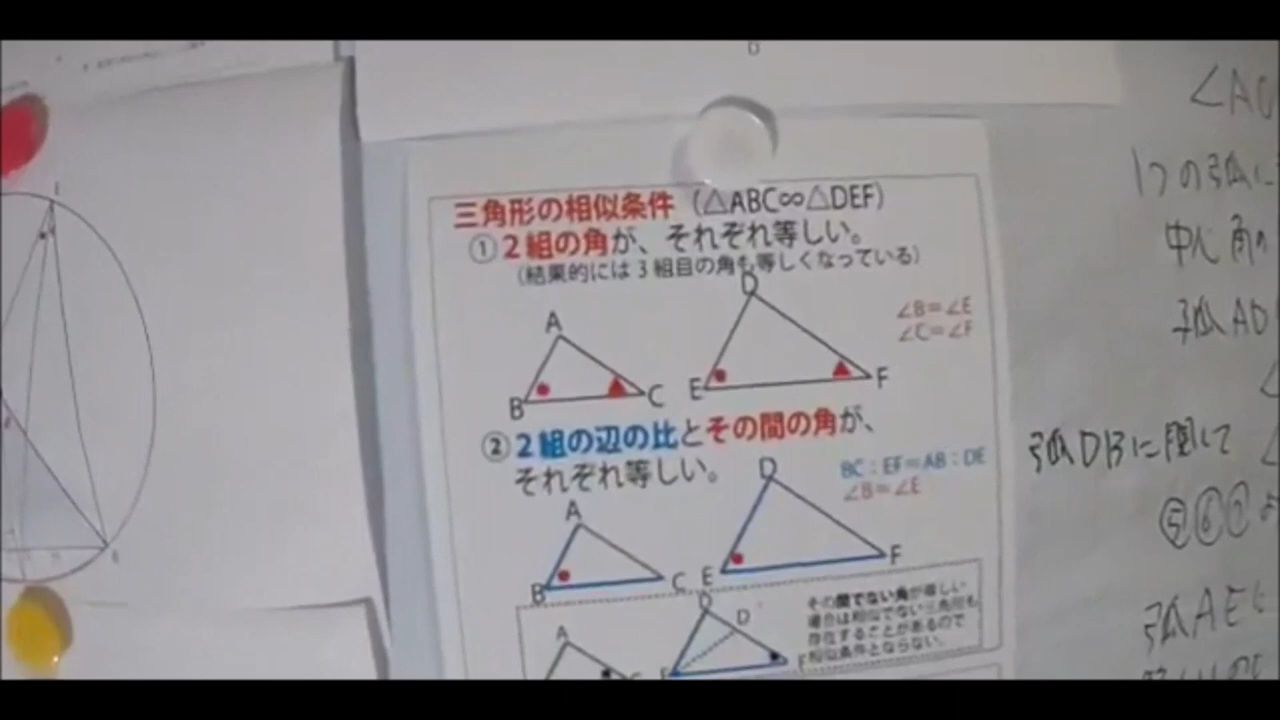 三角形の相似条件 (△ABC∽△DEF)
①2組の角が、それぞれ等しい。
(結果的には3組目の角も等しくなっている)
D
A
∠B=∠E
∠C=∠F
B
C
E
F
②2組の辺の比とその間の角が、
それぞれ等しい。
BC:EF=AB:DE
∠B=∠E
D
A
B
C
E
F
その間でない角が等しい
場合は相似でない三角形も
存在することがあるので
相似条件とならない。
A
D
D
∠AO
1つの弧に
中心角の
弧AD
弧DBに関して
⑤⑥⑦よ
弧AEに